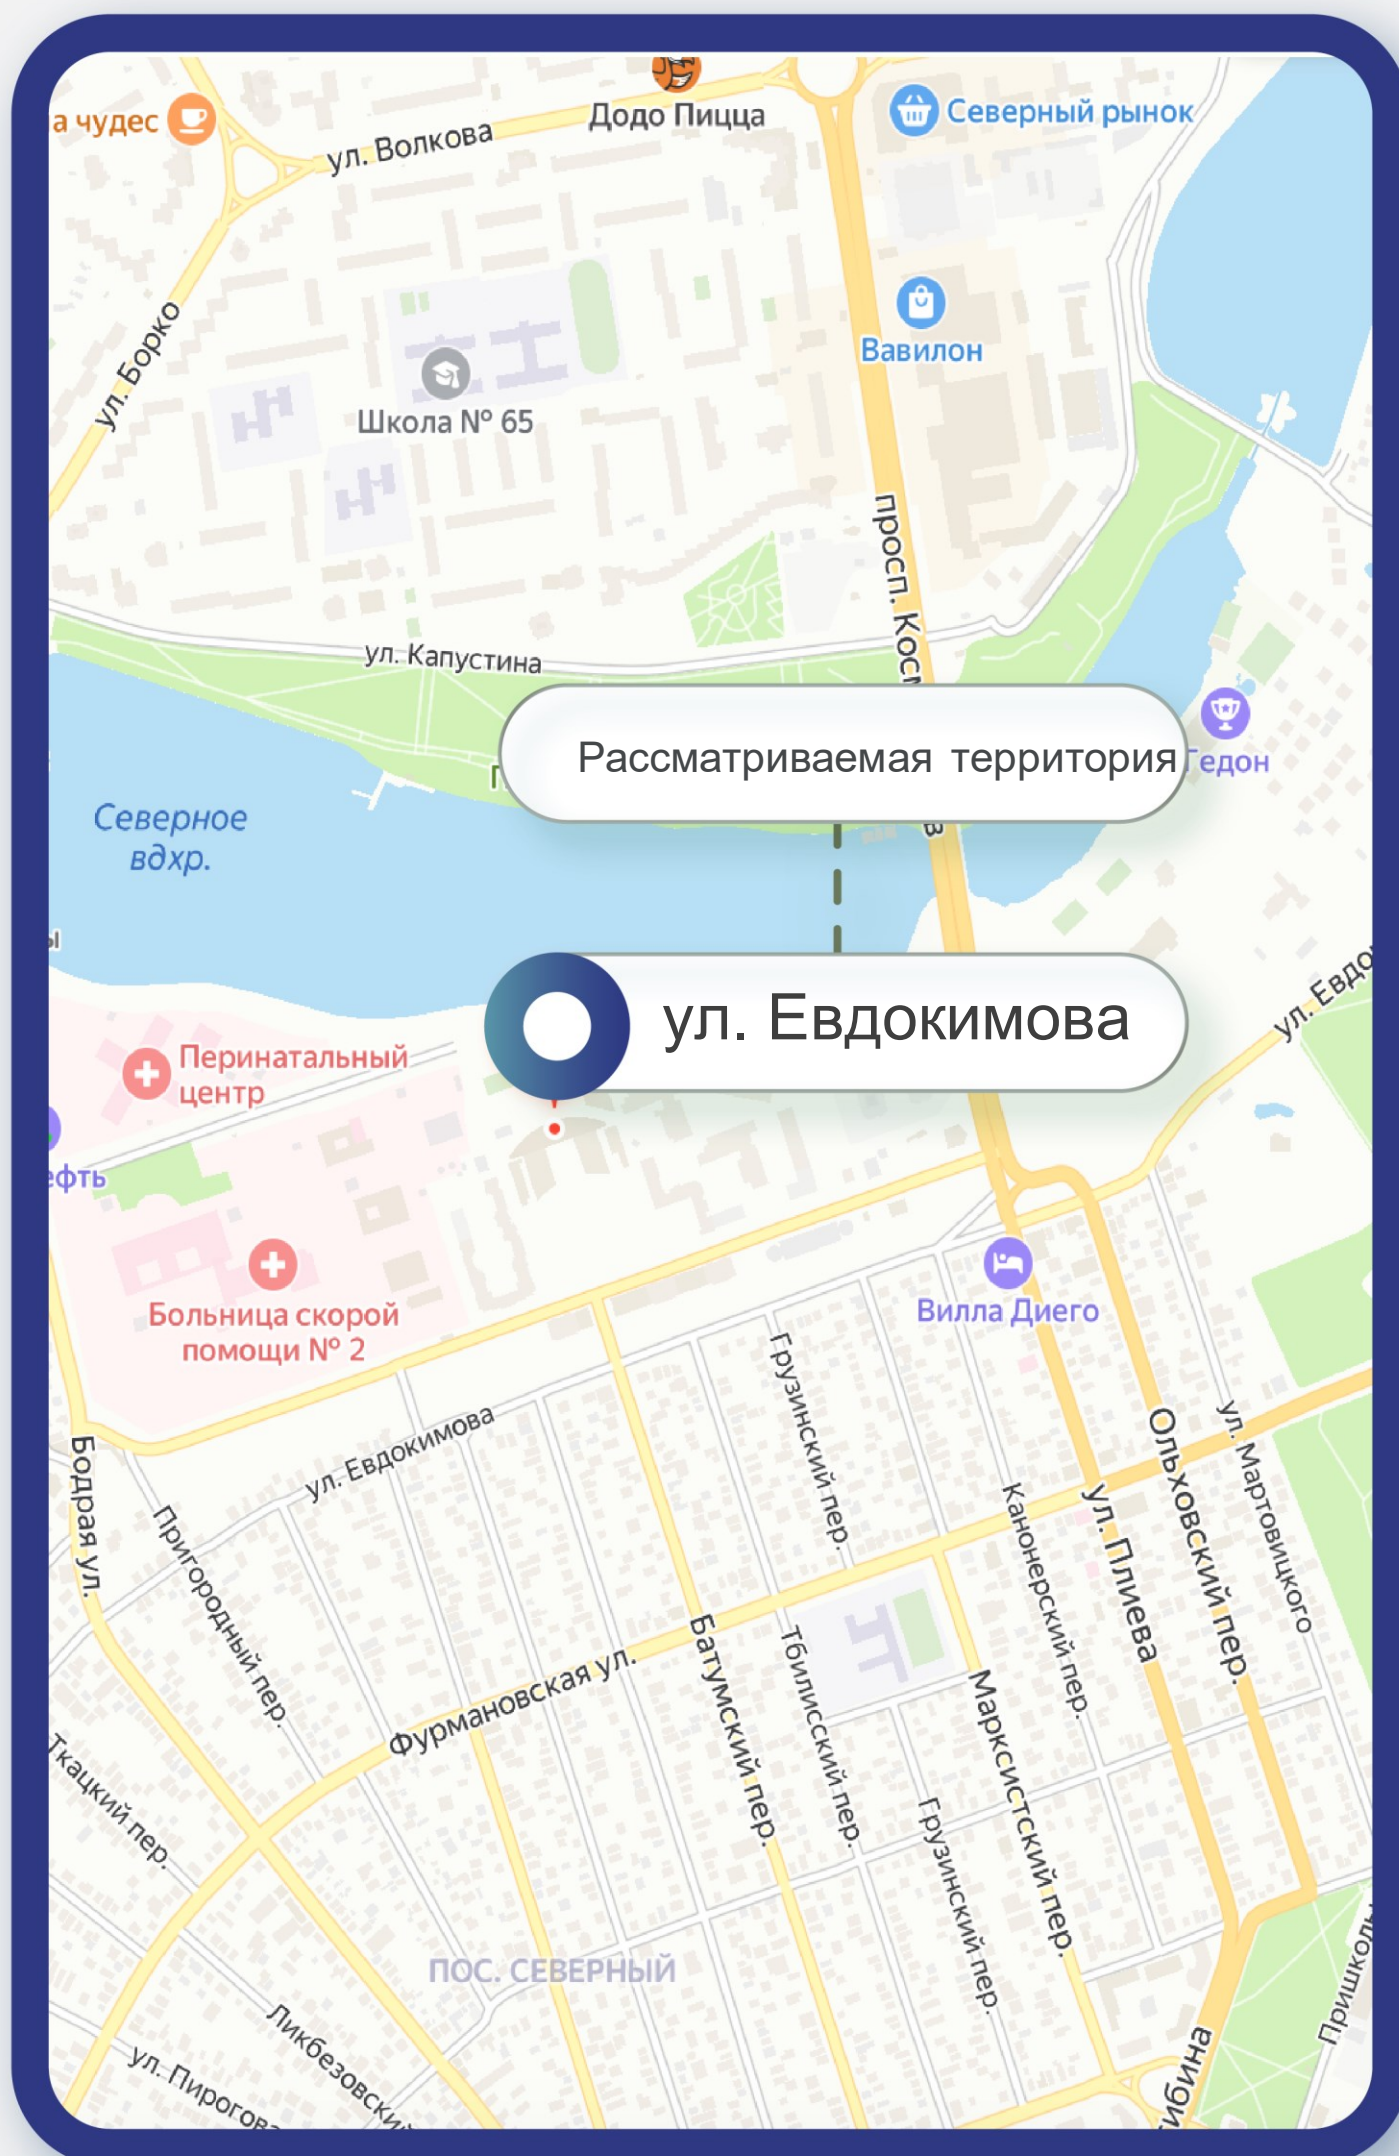 Додо Пицца
Северный рынок
а чудес
ул. Волкова
ул. Борко
Вавилон
Школа № 65
просп. Косм
ул. Капустина
Рассматриваемая территория
Гедон
Северное
вдхр.
в
ы
ул. Евдо
ул. Евдокимова
Перинатальный
центр
ефть
Больница скорой
помощи № 2
Вилла Диего
Грузинский пер.
ул. Евдокимова
Бодрая ул.
Пригородный пер.
Канонерский пер.
ул. Плиева
Ольховский пер.
ул. Мартовицкого
Фурмановская ул.
Батумский пер.
Тбилисский пер.
Марксистский пер.
Ткацкий пер.
Грузинский пер.
ПОС. СЕВЕРНЫЙ
Пришколь
Ликбезовский
ул. Пирогова
ибина